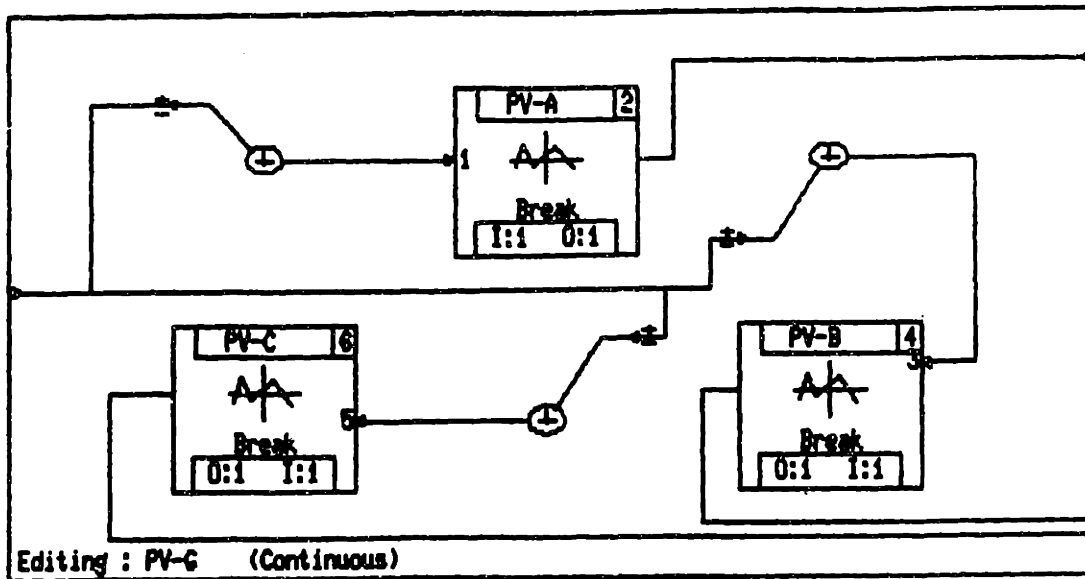 PV-A 2
1
Break
I:1 O:1
PV-C 6
5
Break
O:1 I:1
PV-B 4
3
Break
O:1 I:1
Editing : PV-G (Continuous)